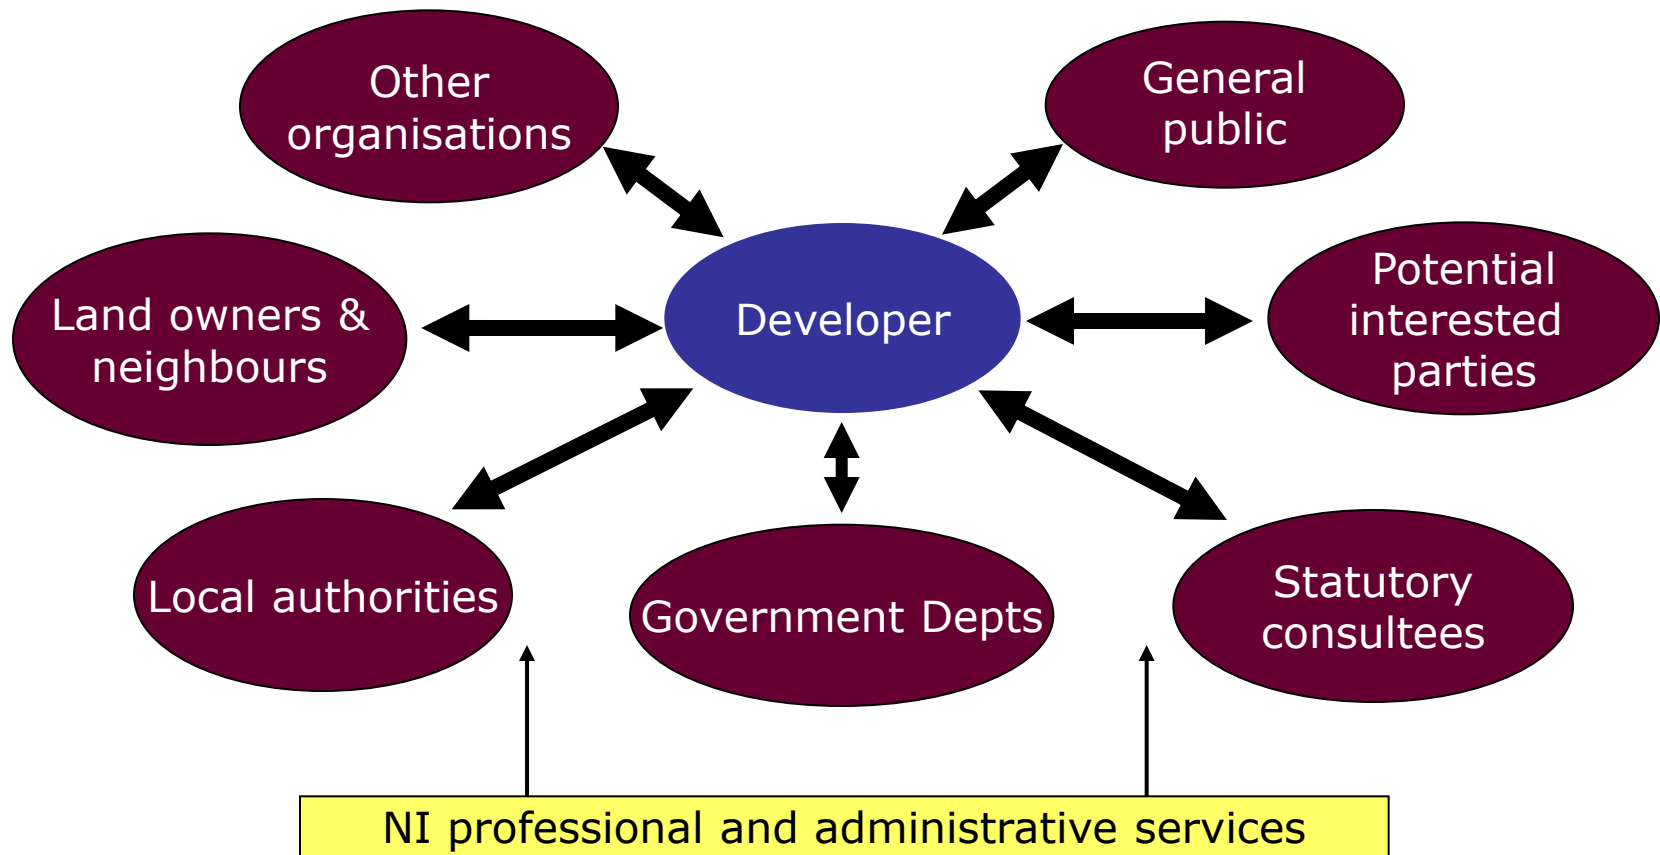 Other
organisations
General
public
Land owners &
neighbours
Developer
Potential
interested
parties
Local authorities
Government Depts
Statutory
consultees
NI professional and administrative services